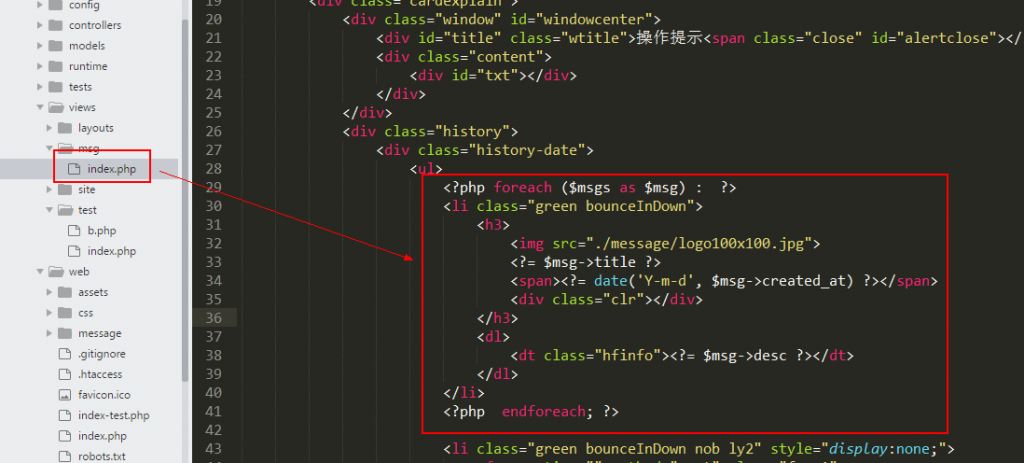 config
controllers
models
runtime
tests
views
layouts
msg
index.php
site
test
b.php
index.php
web
assets
css
message
.gitignore
.htaccess
favicon.ico
index-test.php
index.php
robots.txt
19 <div class="cardexplain">
20 <div class="window" id="windowcenter">
21 <div id="title" class="wtitle">操作提示<span class="close" id="alertclose"></
22 <div class="content">
23 <div id="txt"></div>
24 </div>
25 </div>
26 <div class="history">
27 <div class="history-date">
28 <ul>
29 <?php foreach ($msgs as $msg) :  ?>
30 <li class="green bounceInDown">
31 <h3>
32 <img src="./message/logo100x100.jpg">
33 <?= $msg->title ?>
34 <span><?= date('Y-m-d', $msg->created_at) ?></span>
35 <div class="clr"></div>
36 </h3>
37 <dl>
38 <dt class="hfinfo"><?= $msg->desc ?></dt>
39 </dl>
40 </li>
41 <?php  endforeach; ?>
42
43 <li class="green bounceInDown nob ly2" style="display:none;">